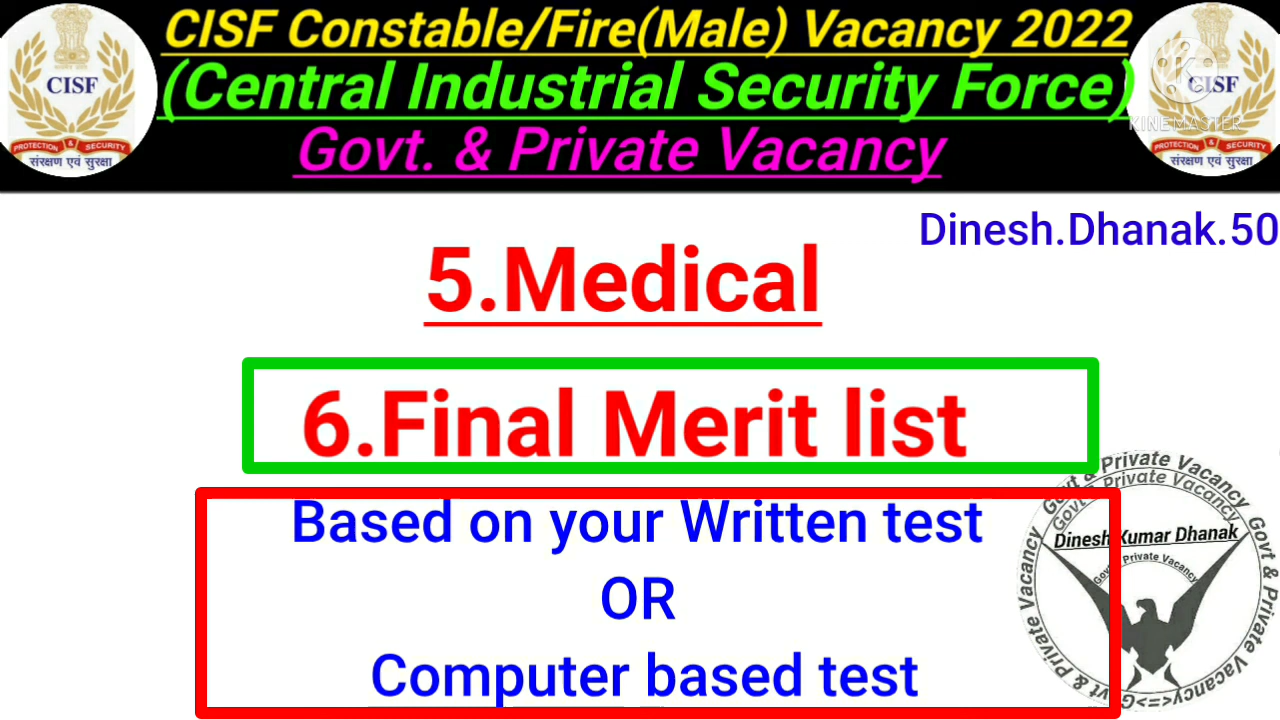 CISF Constable/Fire(Male) Vacancy 2022
(Central Industrial Security Force)
Govt. & Private Vacancy
CISF
PROTECTION & SECURITY
संरक्षण एवं सुरक्षा
CISF
KINEMASTER
PROTECTION & SECURITY
संरक्षण एवं सुरक्षा
Dinesh.Dhanak.50
5.Medical
6.Final Merit list
Based on your Written test
OR
Computer based test
Govt & Private Vacancy
Govt & Private Vacancy
Dinesh Kumar Dhanak
Private Vacancy
Govt & Private Vacancy